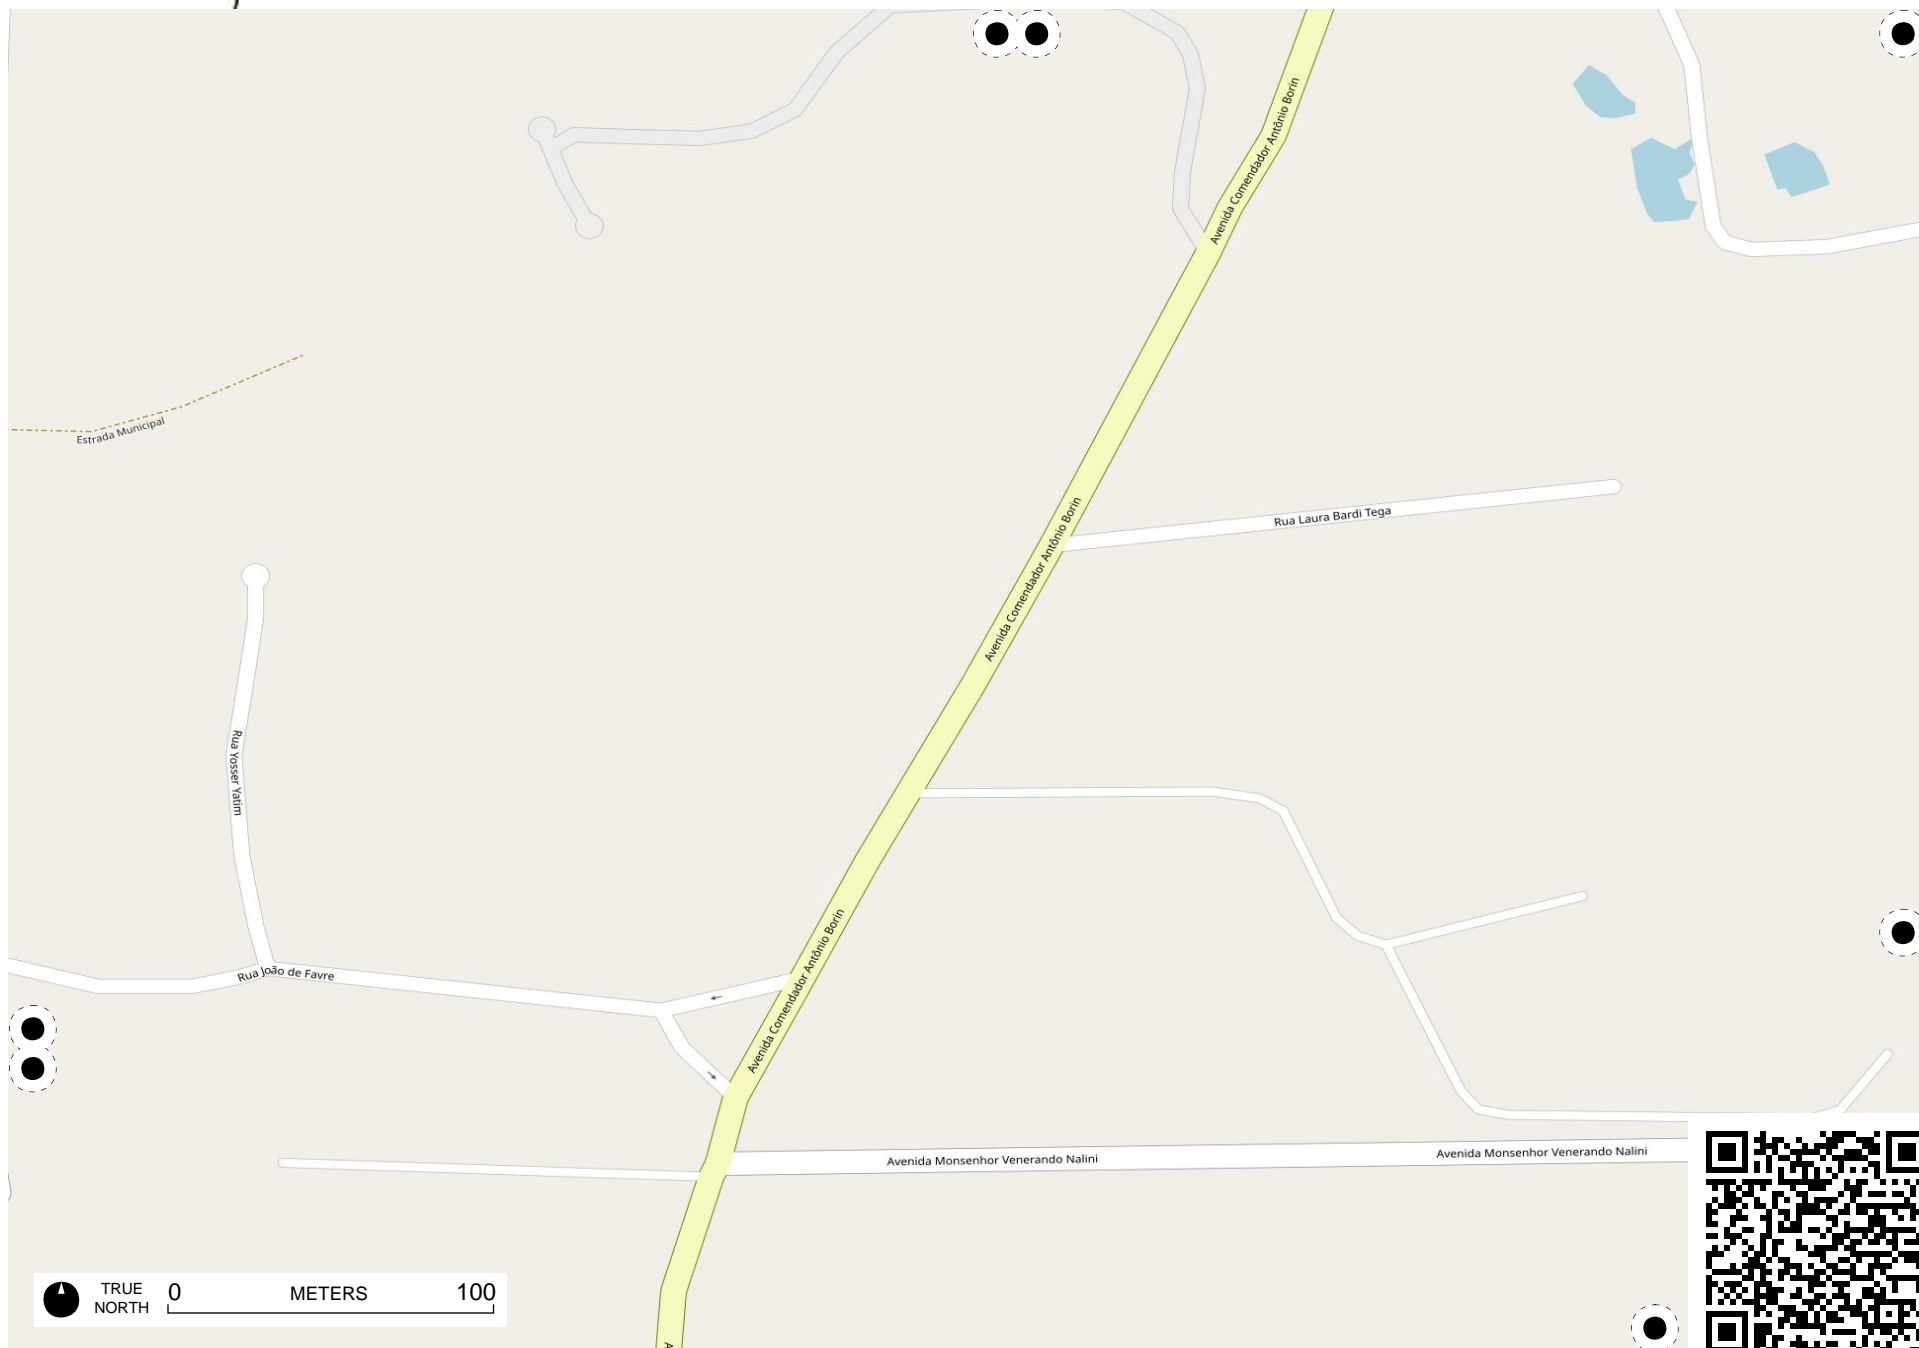 Avenida Comendador Antônio Borin
Estrada Municipal
Rua Laura Bardi Tega
Avenida Comendador Antônio Borin
Rua Yosser Yatim
Avenida Comendador Antônio Borin
Rua João de Favre
Avenida Monsenhor Venerando Nalini
Avenida Monsenhor Venerando Nalini
TRUE NORTH
0 METERS 100
A